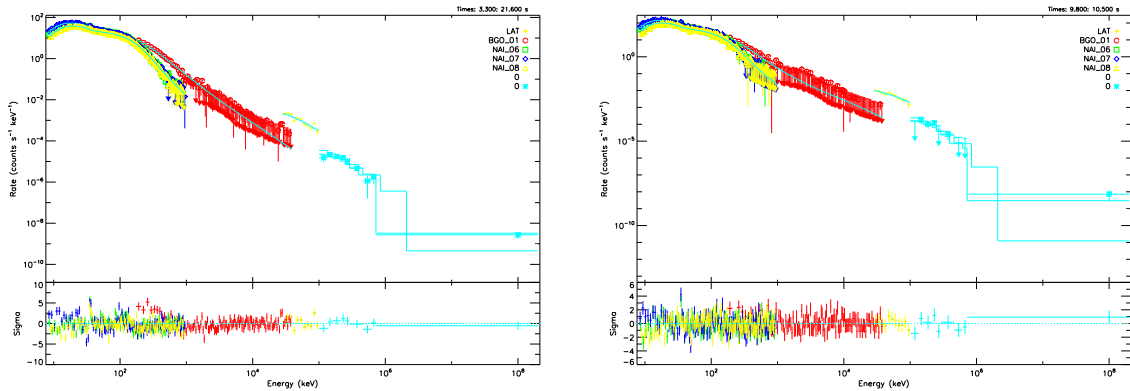 Times: 3.300: 21.600 s
LAT
BGO_01
NAI_06
NAI_07
NAI_08
0
0
Rate (counts s⁻¹ keV⁻¹)
10²
10⁰
10⁻²
10⁻⁴
10⁻⁶
10⁻⁸
10⁻¹⁰
Sigma
10
5
0
-5
-10
10² 10⁴ 10⁶ 10⁸
Energy (keV)
Times: 9.800: 10.500 s
LAT
BGO_01
NAI_06
NAI_07
NAI_08
0
0
Rate (counts s⁻¹ keV⁻¹)
10⁰
10⁻⁵
10⁻¹⁰
Sigma
6
4
2
0
-2
-4
-6
10² 10⁴ 10⁶ 10⁸
Energy (keV)